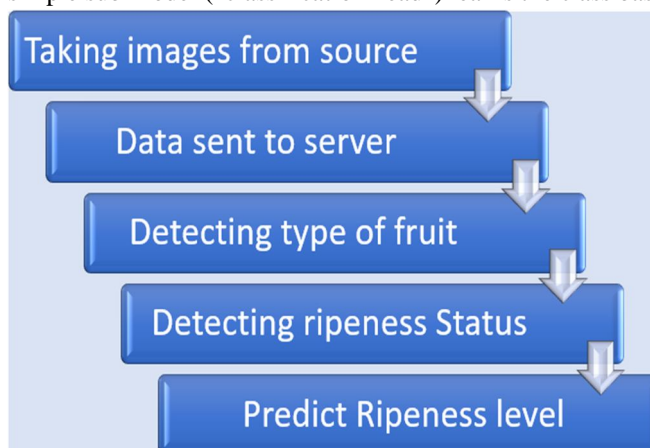 Taking images from source
Data sent to server
Detecting type of fruit
Detecting ripeness Status
Predict Ripeness level